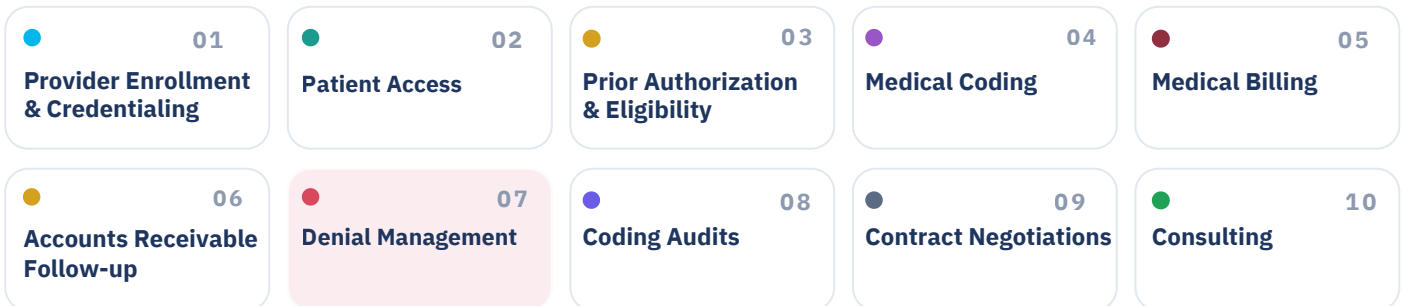 01
Provider Enrollment
& Credentialing
02
Patient Access
03
Prior Authorization
& Eligibility
04
Medical Coding
05
Medical Billing
06
Accounts Receivable
Follow-up
07
Denial Management
08
Coding Audits
09
Contract Negotiations
10
Consulting